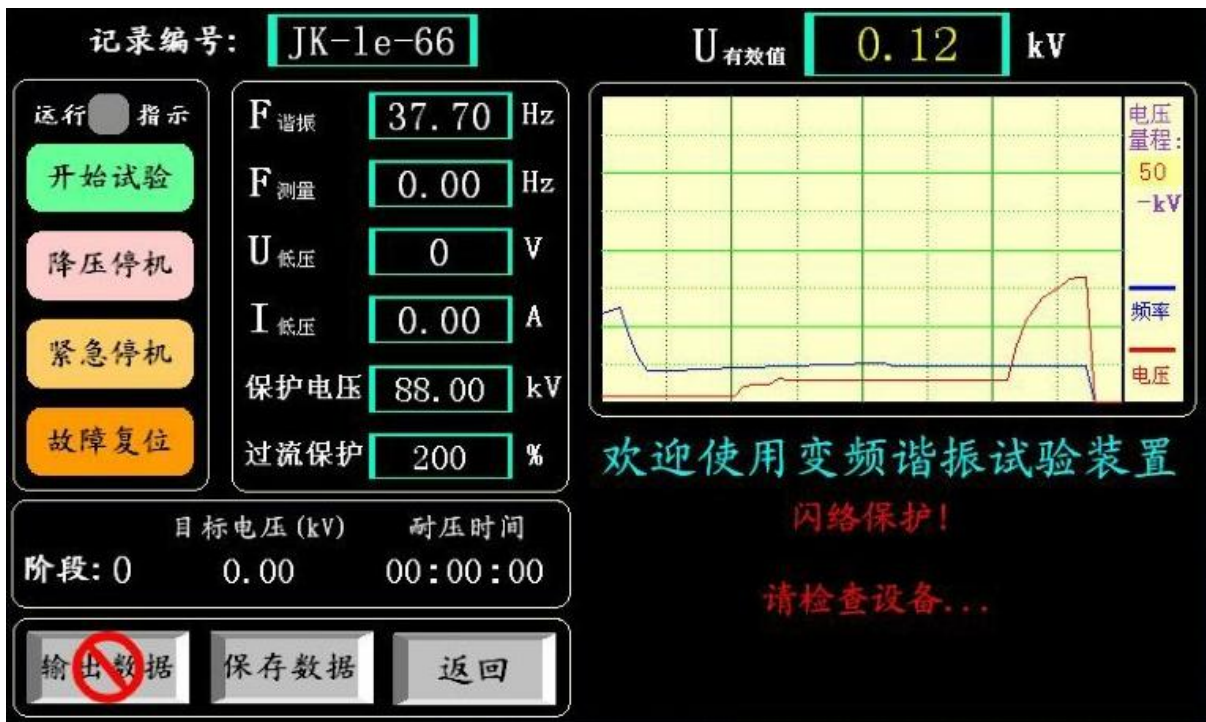 记录编号: JK-le-66
U有效值 0.12 kV
运行 指示
开始试验
降压停机
紧急停机
故障复位
F谐振 37.70 Hz
F测量 0.00 Hz
U低压 0 V
I低压 0.00 A
保护电压 88.00 kV
过流保护 200 %
电压
量程:
50
-kV
频率
电压
欢迎使用变频谐振试验装置
闪络保护!
请检查设备...
目标电压(kV) 耐压时间
阶段: 0 0.00 00:00:00
输出数据 保存数据 返回